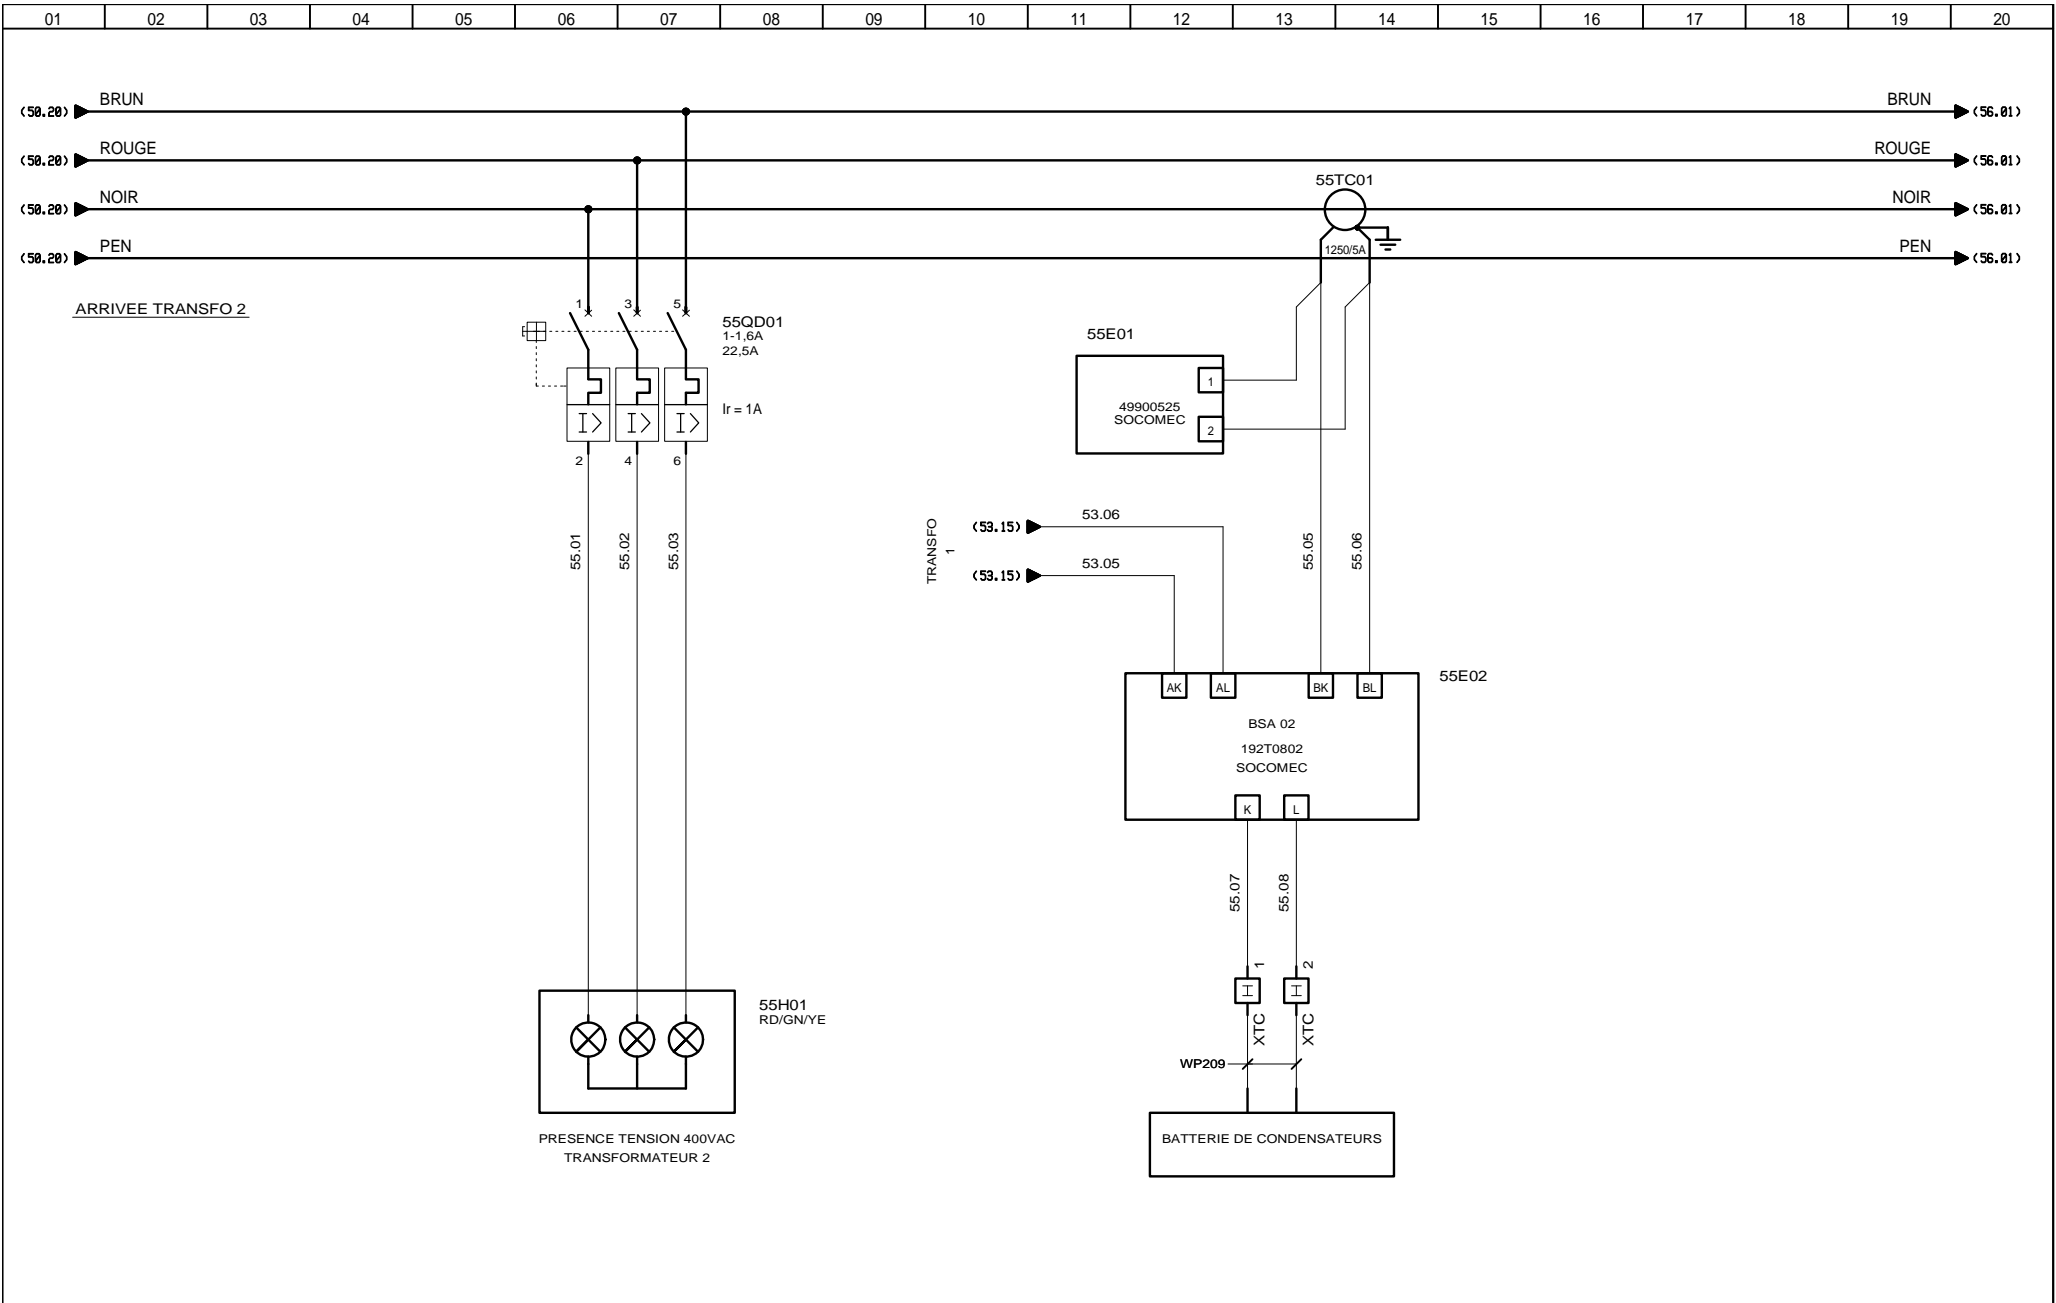 01 02 03 04 05 06 07 08 09 10 11 12 13 14 15 16 17 18 19 20
(50.20) BRUN BRUN (56.01)
(50.20) ROUGE ROUGE (56.01)
55TC01
(50.20) NOIR NOIR (56.01)
(50.20) PEN 1250/5A PEN (56.01)
ARRIVEE TRANSFO 2
1 3 5
55QD01
1-1,6A
22,5A
Ir = 1A
I> I> I>
2 4 6
55E01
1
49900525
SOCOMEC
2
TRANSFO
1
(53.15) 53.06
(53.15) 53.05
55.01 55.02 55.03
55.05 55.06
55E02
AK AL BK BL
BSA 02
192T0802
SOCOMEC
K L
55.07 55.08
1 2
I I
XTC XTC
WP209
BATTERIE DE CONDENSATEURS
55H01
RD/GN/YE
PRESENCE TENSION 400VAC
TRANSFORMATEUR 2